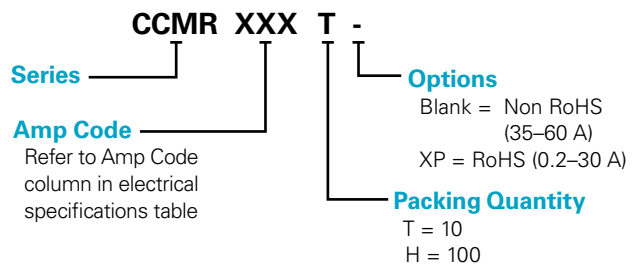 CCMR XXX T -
Series
Amp Code
Refer to Amp Code
column in electrical
specifications table
Options
Blank = Non RoHS
(35–60 A)
XP = RoHS (0.2–30 A)
Packing Quantity
T = 10
H = 100